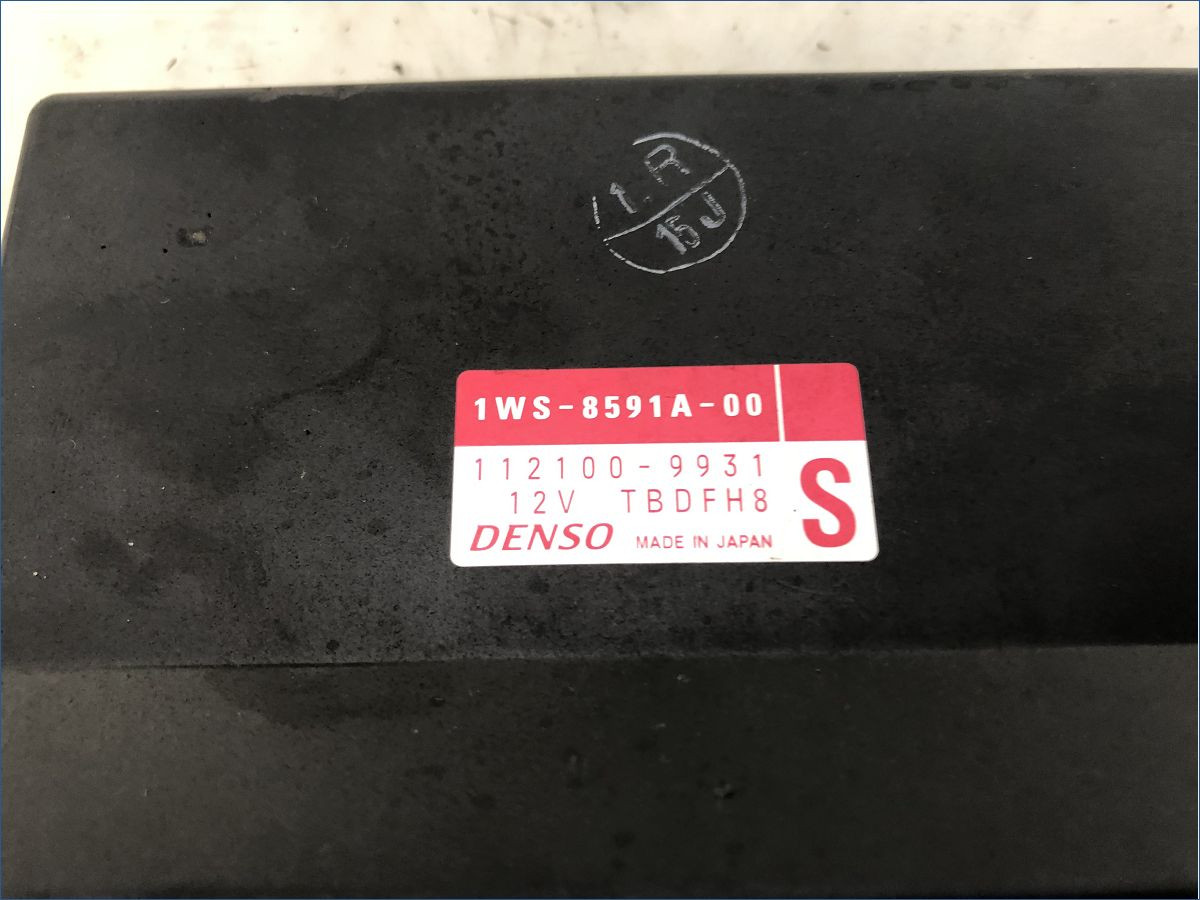 1.R
15J
1WS-8591A-00
112100-9931
12V TBDFH8
S
DENSO MADE IN JAPAN